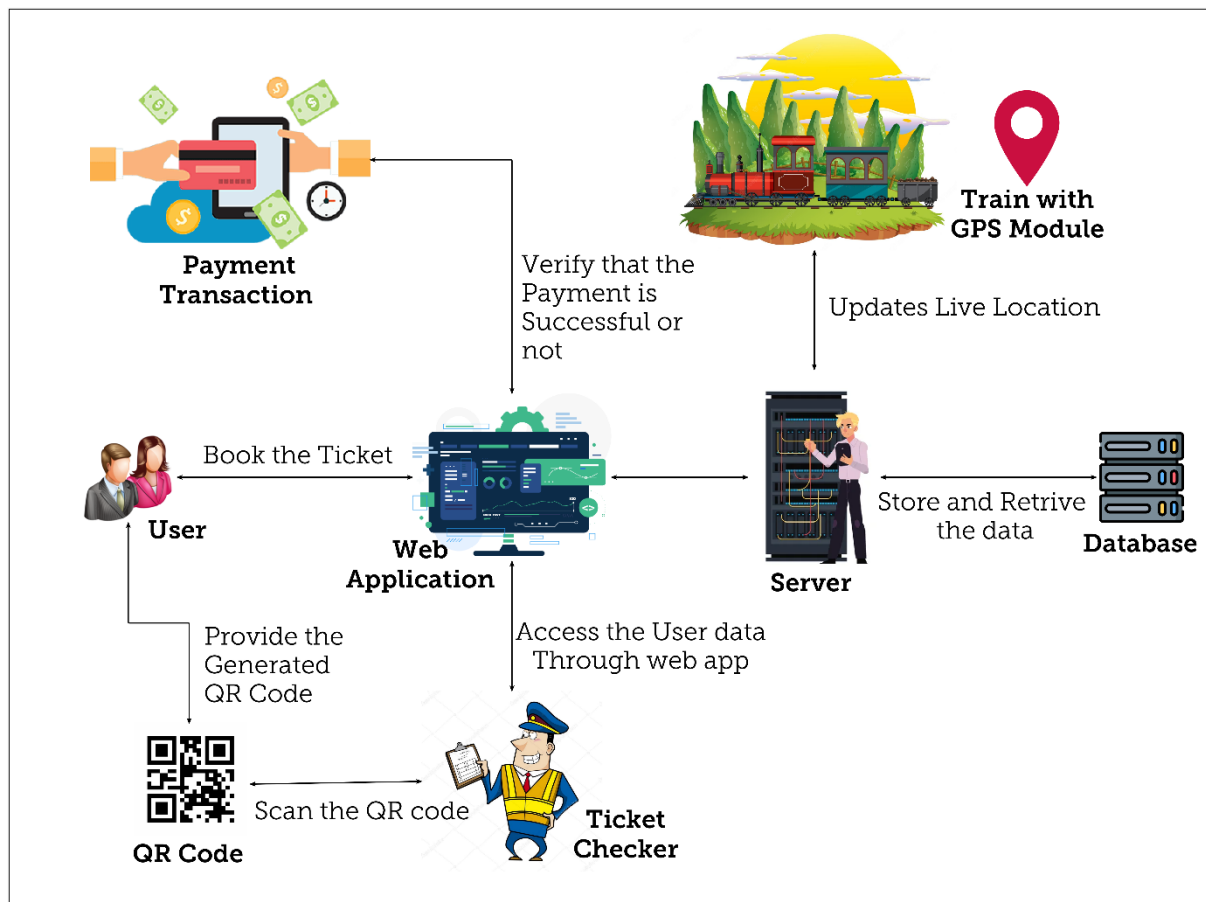 Payment
Transaction
Train with
GPS Module
Verify that the
Payment is
Successful or
not
Updates Live Location
Book the Ticket
User
Web
Application
Server
Store and Retrive
the data
Database
Provide the
Generated
QR Code
Access the User data
Through web app
QR Code
Scan the QR code
Ticket
Checker